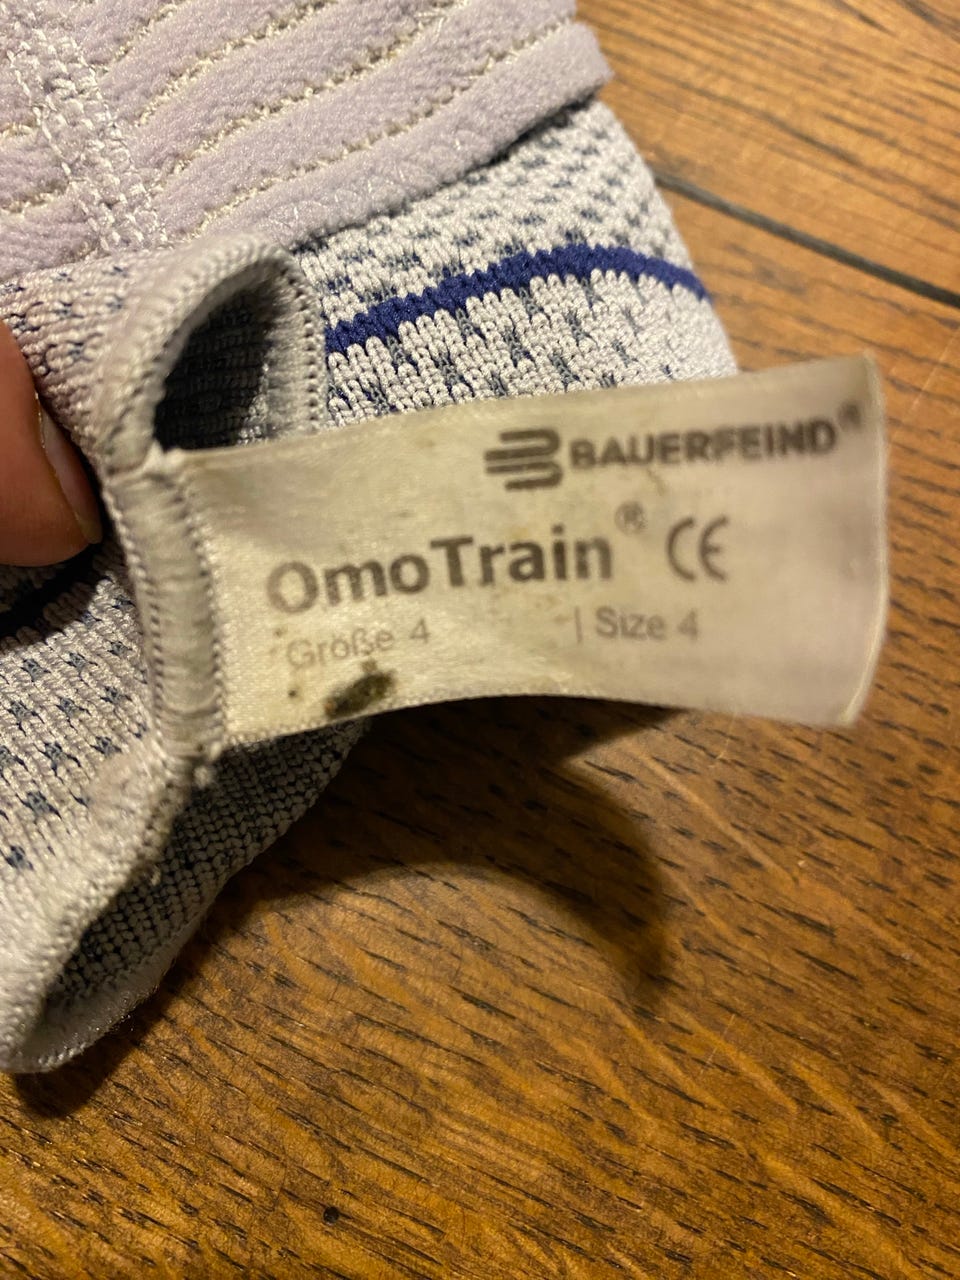 BAUERFEIND®
OmoTrain® CE
Größe 4 | Size 4